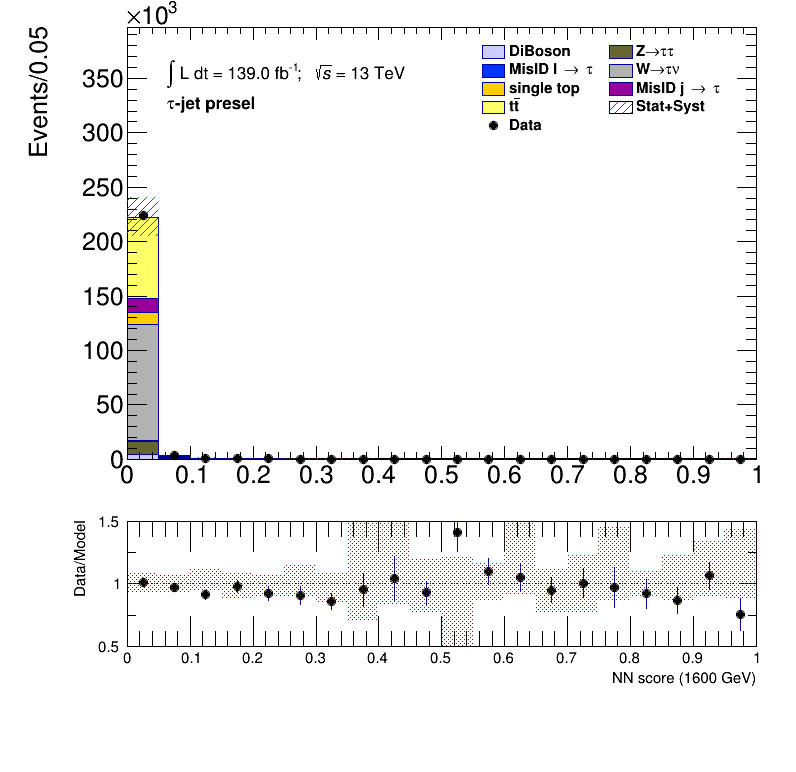 ×10³
Events/0.05
350
300
250
200
150
100
50
0
0 0.1 0.2 0.3 0.4 0.5 0.6 0.7 0.8 0.9 1
∫ L dt = 139.0 fb⁻¹; √s = 13 TeV
τ-jet presel
DiBoson
MisID l → τ
single top
tt̄
Data
Z→ττ
W→τν
MisID j → τ
Stat+Syst
Data/Model
1.5
1
0.5
0 0.1 0.2 0.3 0.4 0.5 0.6 0.7 0.8 0.9 1
NN score (1600 GeV)